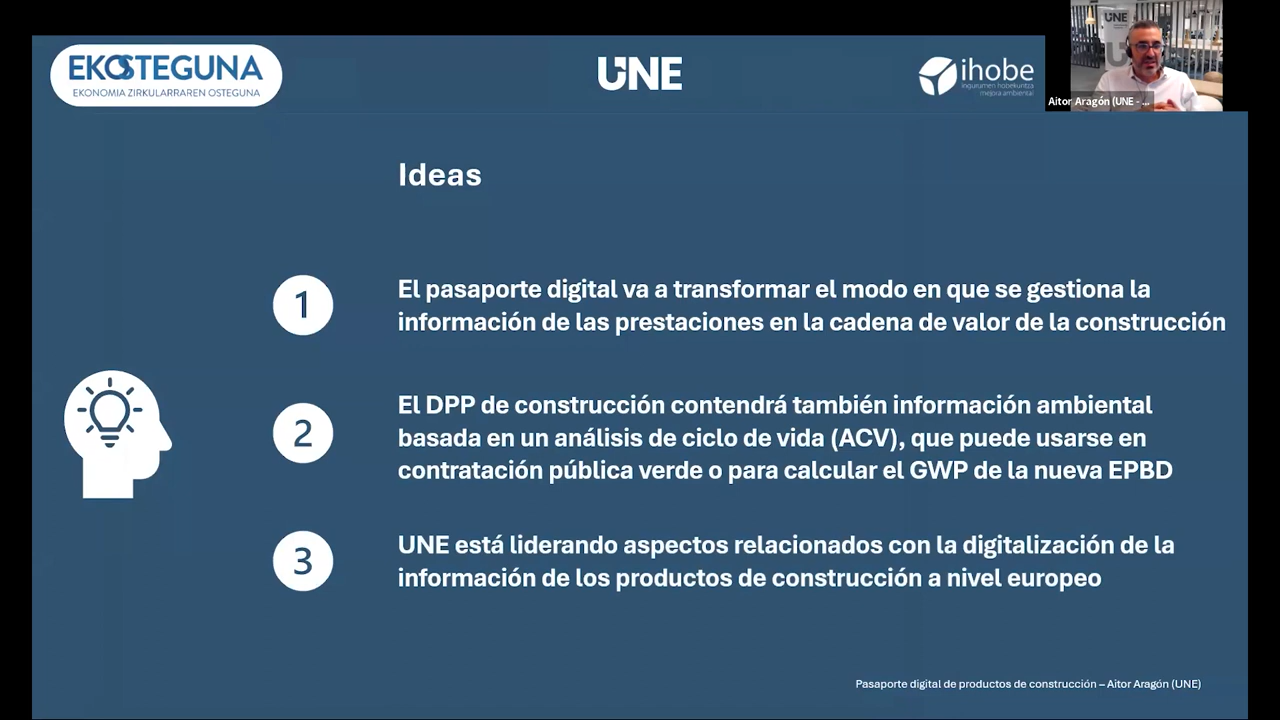 EKOSTEGUNA
EKONOMIA ZIRKULARRAREN OSTEGUNA
UNE
ihobe
ingurumen hobekuntza
mejora ambiental
UNE
Aitor Aragón (UNE - ...
Ideas
1
El pasaporte digital va a transformar el modo en que se gestiona la
información de las prestaciones en la cadena de valor de la construcción
2
El DPP de construcción contendrá también información ambiental
basada en un análisis de ciclo de vida (ACV), que puede usarse en
contratación pública verde o para calcular el GWP de la nueva EPBD
3
UNE está liderando aspectos relacionados con la digitalización de la
información de los productos de construcción a nivel europeo
Pasaporte digital de productos de construcción – Aitor Aragón (UNE)